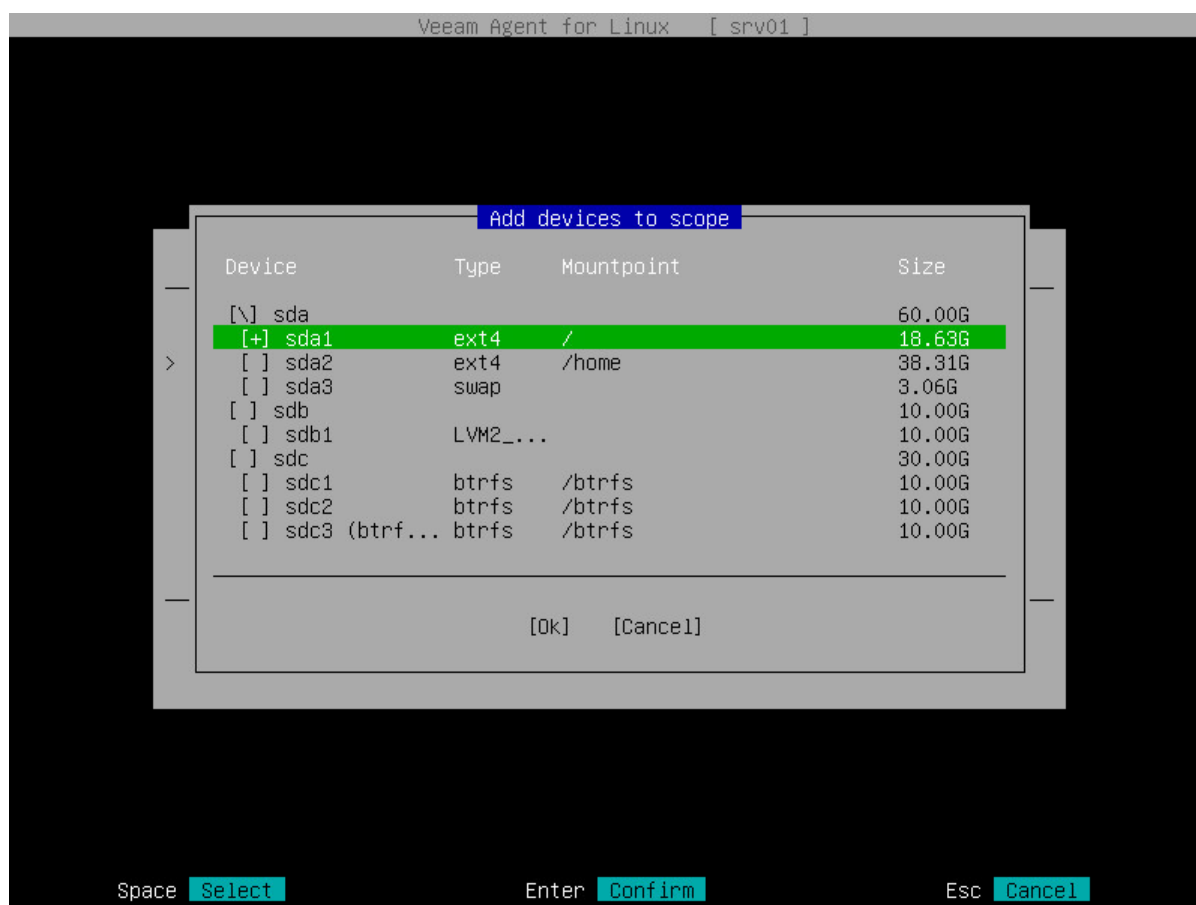 Veeam Agent for Linux [ srv01 ]
Add devices to scope
Device Type Mountpoint Size
[\] sda 60.00G
[+] sda1 ext4 / 18.63G
> [ ] sda2 ext4 /home 38.31G
[ ] sda3 swap 3.06G
[ ] sdb 10.00G
[ ] sdb1 LVM2_... 10.00G
[ ] sdc 30.00G
[ ] sdc1 btrfs /btrfs 10.00G
[ ] sdc2 btrfs /btrfs 10.00G
[ ] sdc3 (btrf... btrfs /btrfs 10.00G
[Ok] [Cancel]
Space Select Enter Confirm Esc Cancel